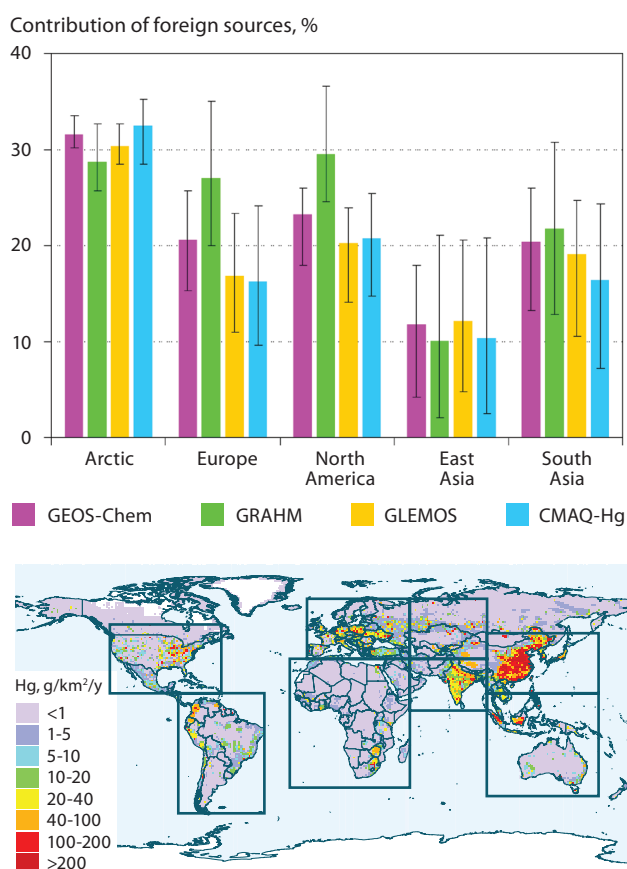 Contribution of foreign sources, %
40
30
20
10
0
Arctic
Europe
North
America
East
Asia
South
Asia
GEOS-Chem
GRAHM
GLEMOS
CMAQ-Hg
Hg, g/km²/y
<1
1-5
5-10
10-20
20-40
40-100
100-200
>200